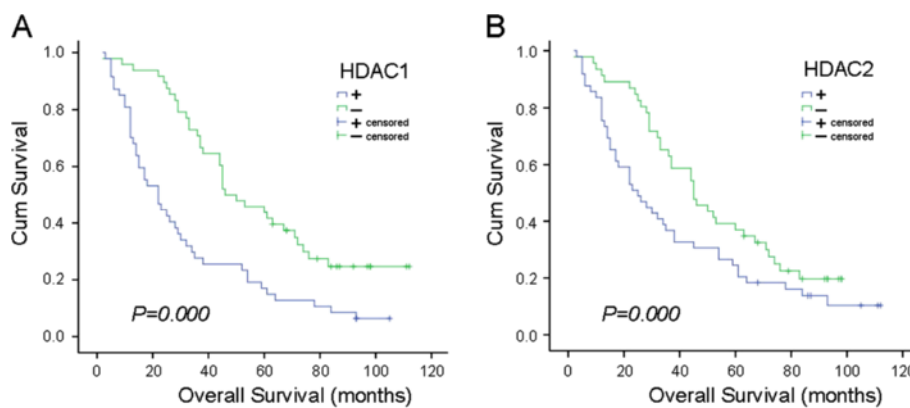 A
HDAC1
+
−
+ censored
− censored
1.0
0.8
0.6
0.4
0.2
0.0
Cum Survival
P=0.000
0 20 40 60 80 100 120
Overall Survival (months)
B
HDAC2
+
−
+ censored
− censored
1.0
0.8
0.6
0.4
0.2
0.0
Cum Survival
P=0.000
0 20 40 60 80 100 120
Overall Survival (months)